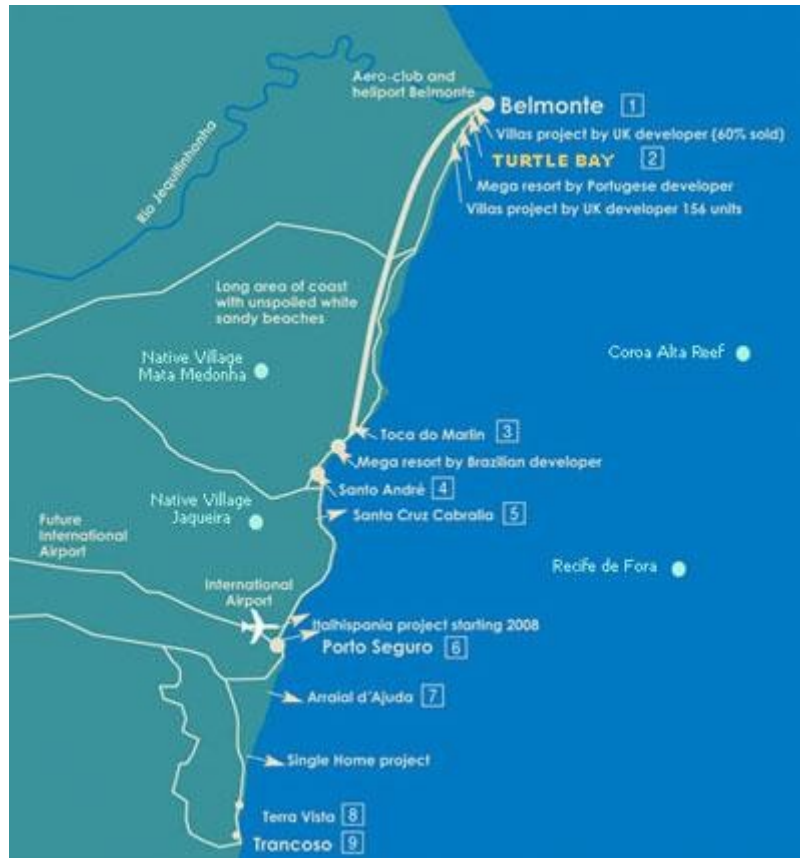 Aero-club and
heliport Belmonte
Belmonte 1
Villas project by UK developer (60% sold)
TURTLE BAY 2
Mega resort by Portugese developer
Villas project by UK developer 156 units
Rio Jequitinhonha
Long area of coast
with unspoiled white
sandy beaches
Native Village
Mata Medonha
Coroa Alta Reef
Toca do Marlin 3
Mega resort by Brazilian developer
Santo André 4
Native Village
Jaqueira
Santa Cruz Cabralia 5
Future
International
Airport
Recife de Fora
International
Airport
Italhispania project starting 2008
Porto Seguro 6
Arraial d'Ajuda 7
Single Home project
Terra Vista 8
Trancoso 9